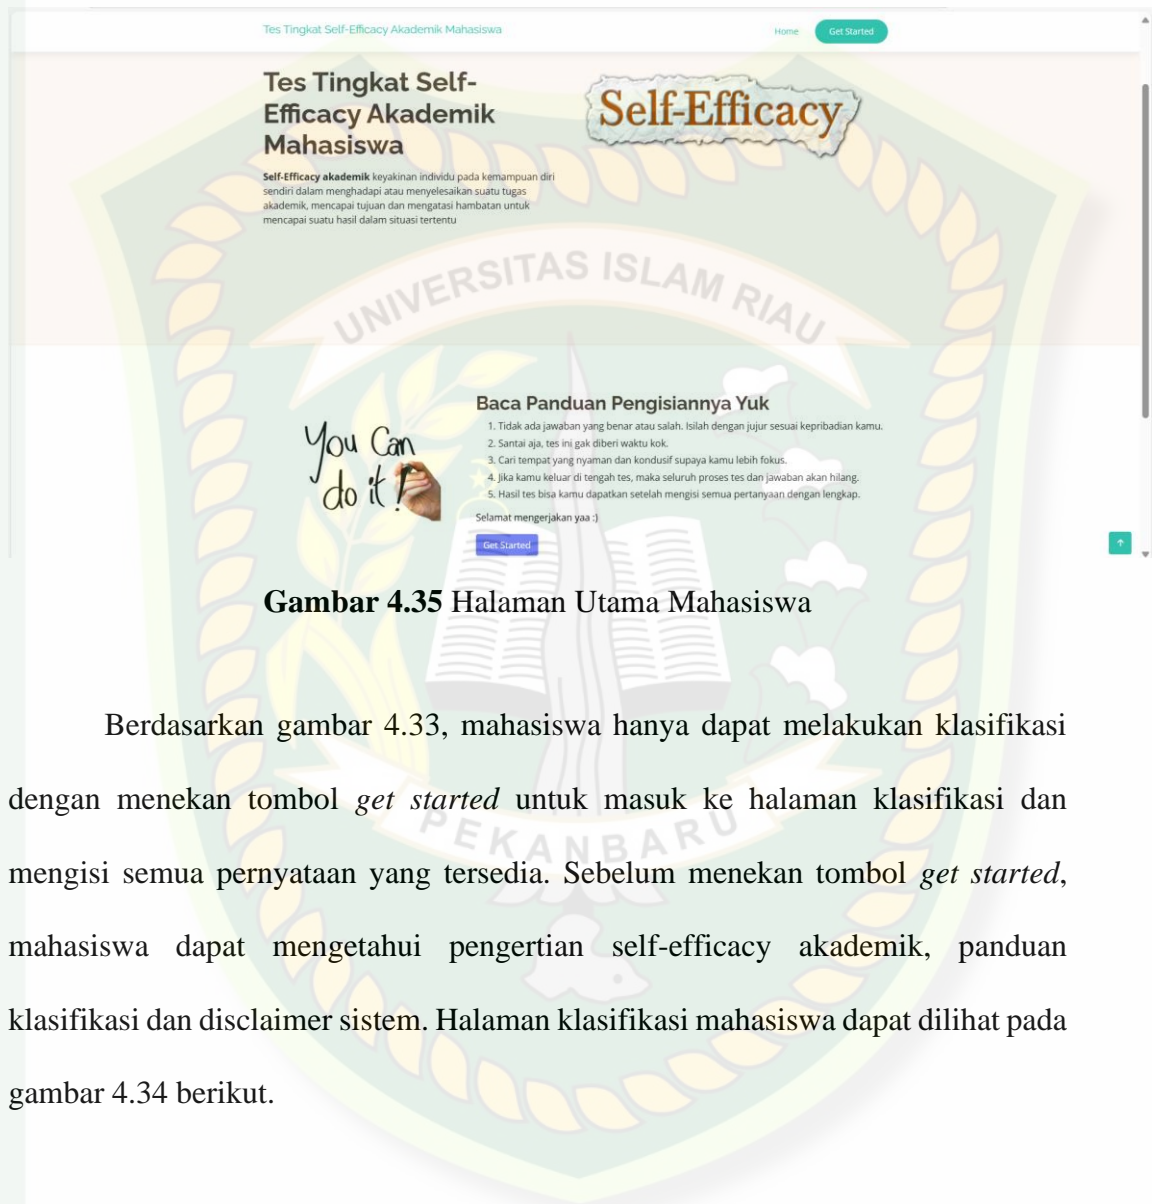 Tes Tingkat Self-Efficacy Akademik Mahasiswa
Home
Get Started
Tes Tingkat Self-
Efficacy Akademik
Mahasiswa
Self-Efficacy
Self-Efficacy akademik keyakinan individu pada kemampuan diri
sendiri dalam menghadapi atau menyelesaikan suatu tugas
akademik, mencapai tujuan dan mengatasi hambatan untuk
mencapai suatu hasil dalam situasi tertentu
UNIVERSITAS ISLAM RIAU
You Can
do it!
Baca Panduan Pengisiannya Yuk
1. Tidak ada jawaban yang benar atau salah. Isilah dengan jujur sesuai kepribadian kamu.
2. Santai aja, tes ini gak diberi waktu kok.
3. Cari tempat yang nyaman dan kondusif supaya kamu lebih fokus.
4. Jika kamu keluar di tengah tes, maka seluruh proses tes dan jawaban akan hilang.
5. Hasil tes bisa kamu dapatkan setelah mengisi semua pertanyaan dengan lengkap.
Selamat mengerjakan yaa :)
Get Started
Gambar 4.35 Halaman Utama Mahasiswa
Berdasarkan gambar 4.33, mahasiswa hanya dapat melakukan klasifikasi
dengan menekan tombol get started untuk masuk ke halaman klasifikasi dan
PEKANBARU
mengisi semua pernyataan yang tersedia. Sebelum menekan tombol get started,
mahasiswa dapat mengetahui pengertian self-efficacy akademik, panduan
klasifikasi dan disclaimer sistem. Halaman klasifikasi mahasiswa dapat dilihat pada
gambar 4.34 berikut.